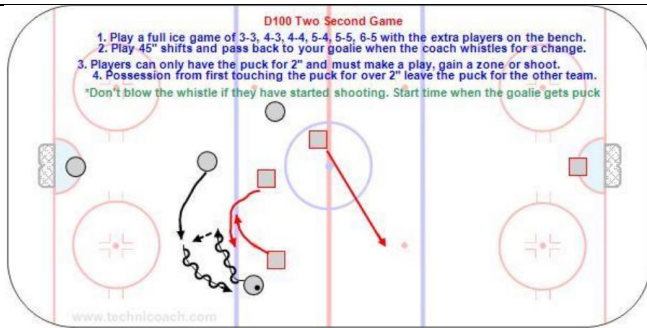 D100 Two Second Game
1. Play a full ice game of 3-3, 4-3, 4-4, 5-4, 5-5, 6-5 with the extra players on the bench.
2. Play 45" shifts and pass back to your goalie when the coach whistles for a change.
3. Players can only have the puck for 2" and must make a play, gain a zone or shoot.
4. Possession from first touching the puck for over 2" leave the puck for the other team.
*Don't blow the whistle if they have started shooting. Start time when the goalie gets puck
www.technicoach.com